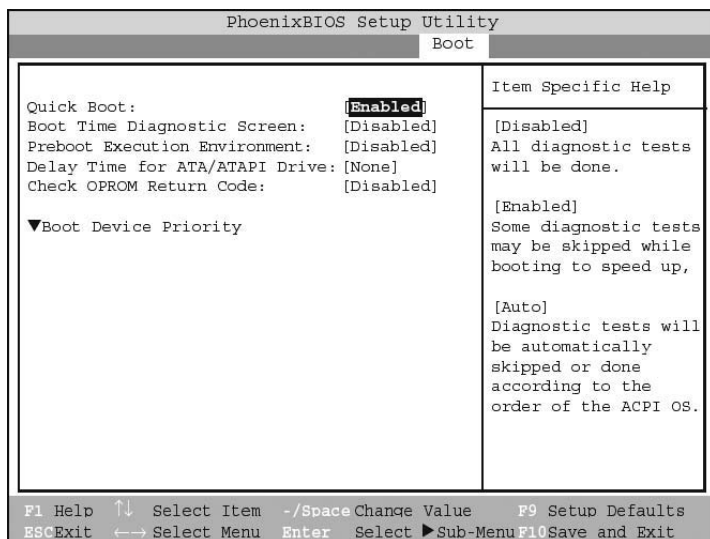 PhoenixBIOS Setup Utility
Boot
Quick Boot: [Enabled]
Boot Time Diagnostic Screen: [Disabled]
Preboot Execution Environment: [Disabled]
Delay Time for ATA/ATAPI Drive: [None]
Check OPROM Return Code: [Disabled]
▼Boot Device Priority
Item Specific Help
[Disabled]
All diagnostic tests
will be done.
[Enabled]
Some diagnostic tests
may be skipped while
booting to speed up,
[Auto]
Diagnostic tests will
be automatically
skipped or done
according to the
order of the ACPI OS.
F1 Help ↑↓ Select Item -/Space Change Value F9 Setup Defaults
ESC Exit ←→ Select Menu Enter Select ▶Sub-Menu F10 Save and Exit